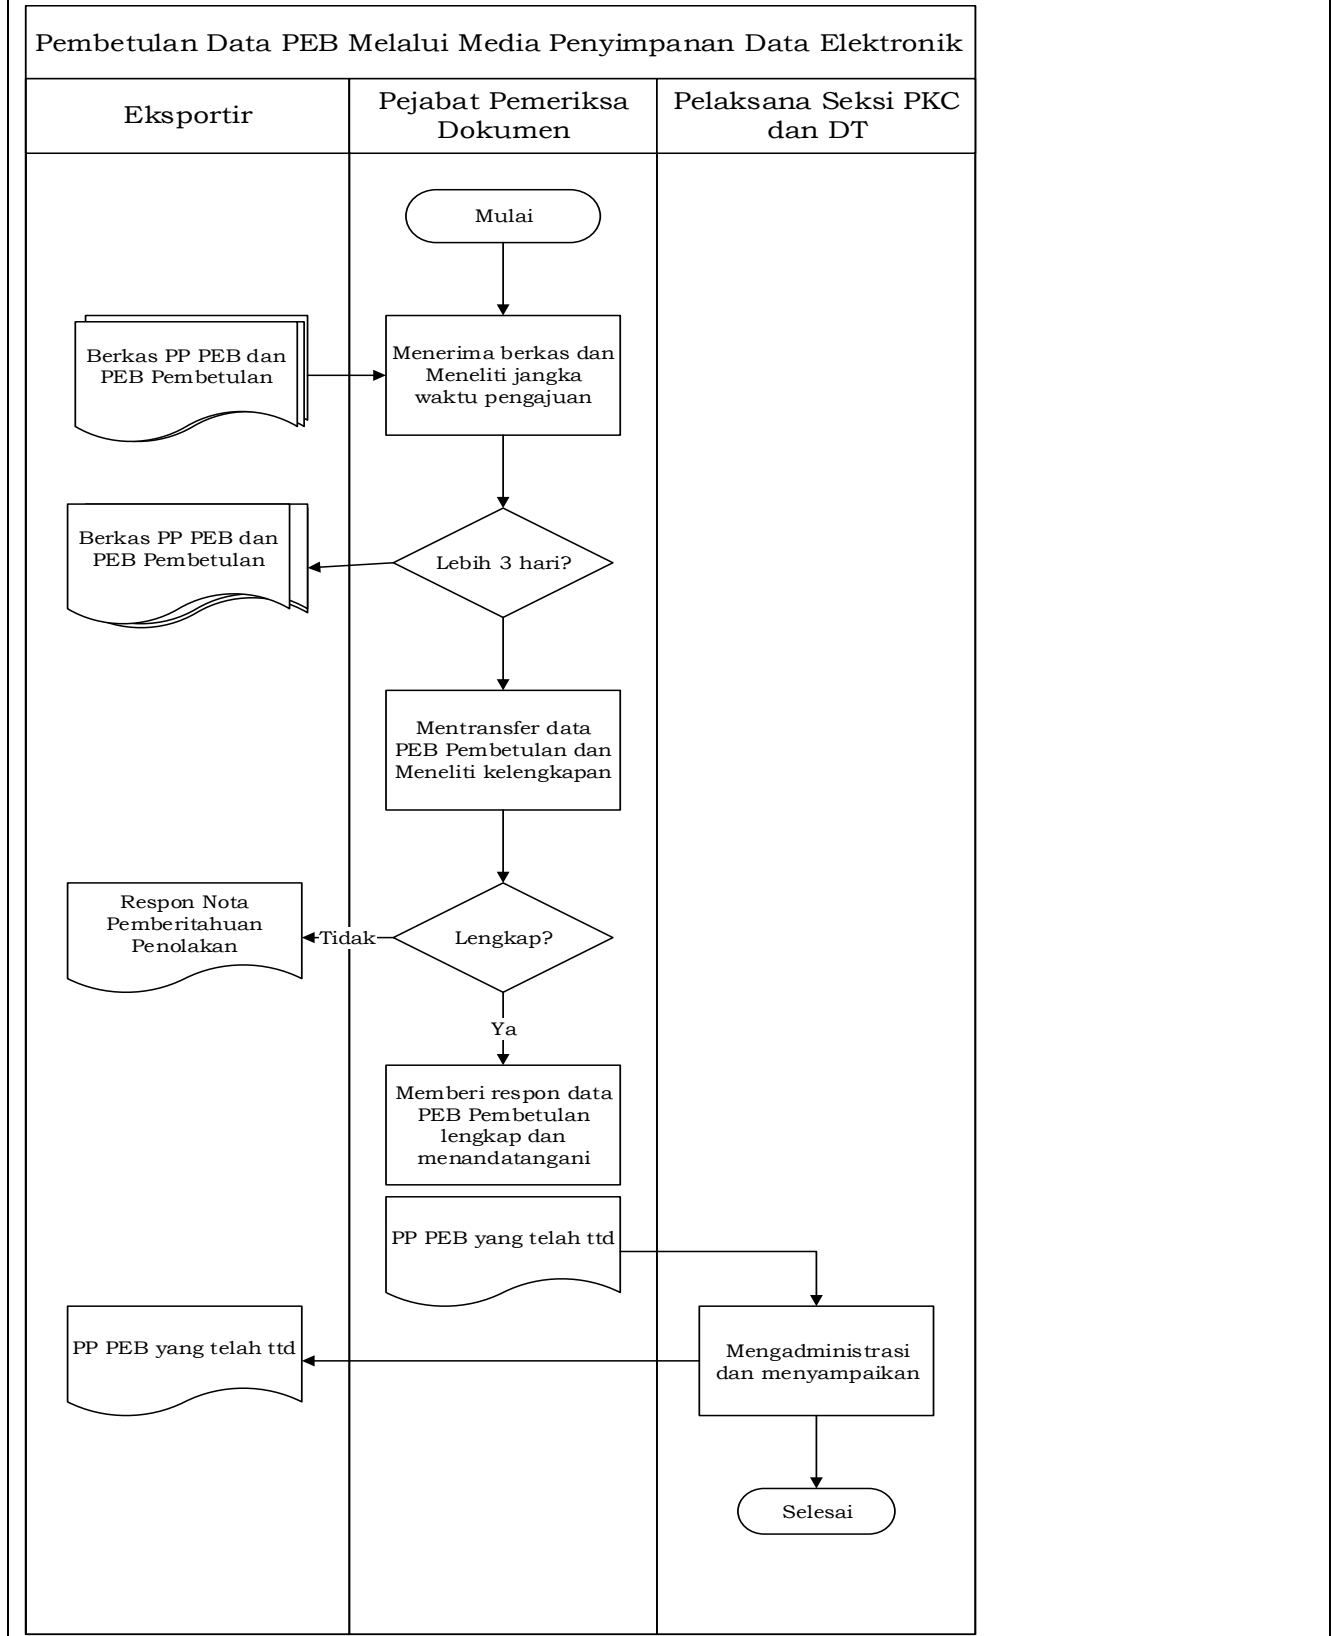 Pembetulan Data PEB Melalui Media Penyimpanan Data Elektronik
Eksportir
Pejabat Pemeriksa
Dokumen
Pelaksana Seksi PKC
dan DT
Mulai
Berkas PP PEB dan
PEB Pembetulan
Menerima berkas dan
Meneliti jangka
waktu pengajuan
Berkas PP PEB dan
PEB Pembetulan
Lebih 3 hari?
Mentransfer data
PEB Pembetulan dan
Meneliti kelengkapan
Respon Nota
Pemberitahuan
Penolakan
Tidak
Lengkap?
Ya
Memberi respon data
PEB Pembetulan
lengkap dan
menandatangani
PP PEB yang telah ttd
PP PEB yang telah ttd
Mengadministrasi
dan menyampaikan
Selesai